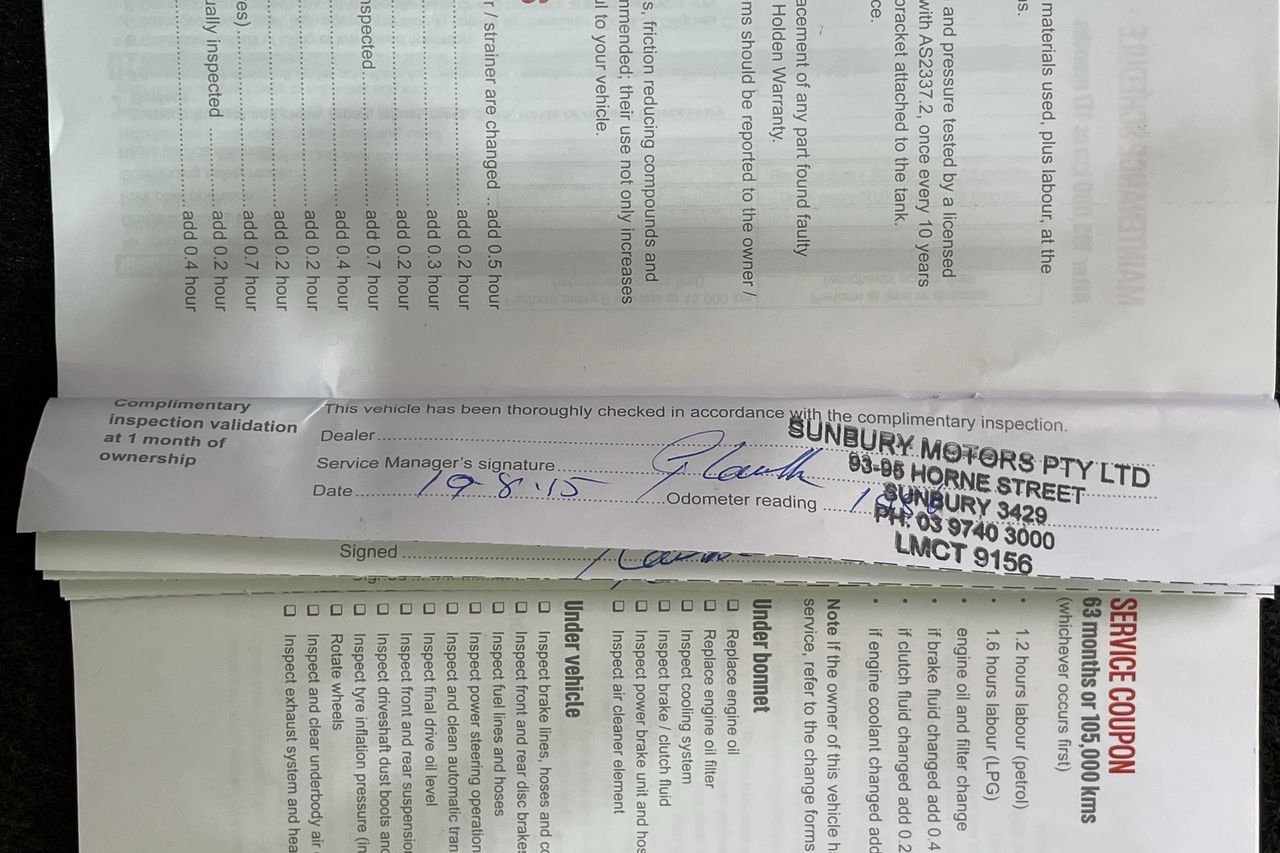 materials used, plus labour, at the
and pressure tested by a licensed
with AS2337.2, once every 10 years
bracket attached to the tank.
ce.
acement of any part found faulty
Holden Warranty.
ms should be reported to the owner /
s, friction reducing compounds and
mmended; their use not only increases
ul to your vehicle.
r / strainer are changed ..add 0.5 hour
add 0.2 hour
add 0.3 hour
add 0.2 hour
nspected ........ add 0.7 hour
add 0.4 hour
add 0.2 hour
add 0.2 hour
res) ........ add 0.7 hour
ually inspected ........ add 0.2 hour
add 0.4 hour
Complimentary
inspection validation
at 1 month of
ownership
This vehicle has been thoroughly checked in accordance with the complimentary inspection.
Dealer
Service Manager's signature
Date 19-8-15 Odometer reading
SUNBURY MOTORS PTY LTD
93-95 HORNE STREET
SUNBURY 3429
PH: 03 9740 3000
LMCT 9156
Signed
SERVICE COUPON
63 months or 105,000 kms
(whichever occurs first)
• 1.2 hours labour (petrol)
• 1.6 hours labour (LPG)
engine oil and filter change
• if brake fluid changed add 0.4
• if clutch fluid changed add 0.2
• if engine coolant changed add
Note If the owner of this vehicle h
service, refer to the change forms
Under bonnet
❑ Replace engine oil
❑ Replace engine oil filter
❑ Inspect cooling system
❑ Inspect brake / clutch fluid
❑ Inspect power brake unit and hos
❑ Inspect air cleaner element
Under vehicle
❑ Inspect brake lines, hoses and co
❑ Inspect front and rear disc brakes
❑ Inspect fuel lines and hoses
❑ Inspect power steering operation
❑ Inspect and clean automatic tran
❑ Inspect final drive oil level
❑ Inspect front and rear suspension
❑ Inspect driveshaft dust boots and
❑ Inspect tyre inflation pressure (in
❑ Rotate wheels
❑ Inspect and clear underbody air
❑ Inspect exhaust system and hea